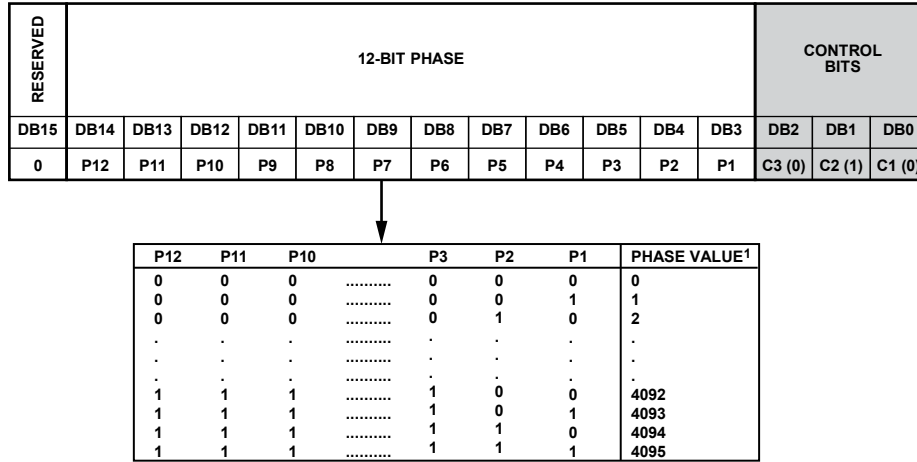 RESERVED
12-BIT PHASE
CONTROL
BITS
DB15 DB14 DB13 DB12 DB11 DB10 DB9 DB8 DB7 DB6 DB5 DB4 DB3 DB2 DB1 DB0
0 P12 P11 P10 P9 P8 P7 P6 P5 P4 P3 P2 P1 C3 (0) C2 (1) C1 (0)
P12 P11 P10 P3 P2 P1 PHASE VALUE¹
0 0 0 .......... 0 0 0 0
0 0 0 .......... 0 0 1 1
0 0 0 .......... 0 1 0 2
. . . .......... . . . .
. . . .......... . . . .
. . . .......... . . . .
1 1 1 .......... 1 0 0 4092
1 1 1 .......... 1 0 1 4093
1 1 1 .......... 1 1 0 4094
1 1 1 .......... 1 1 1 4095